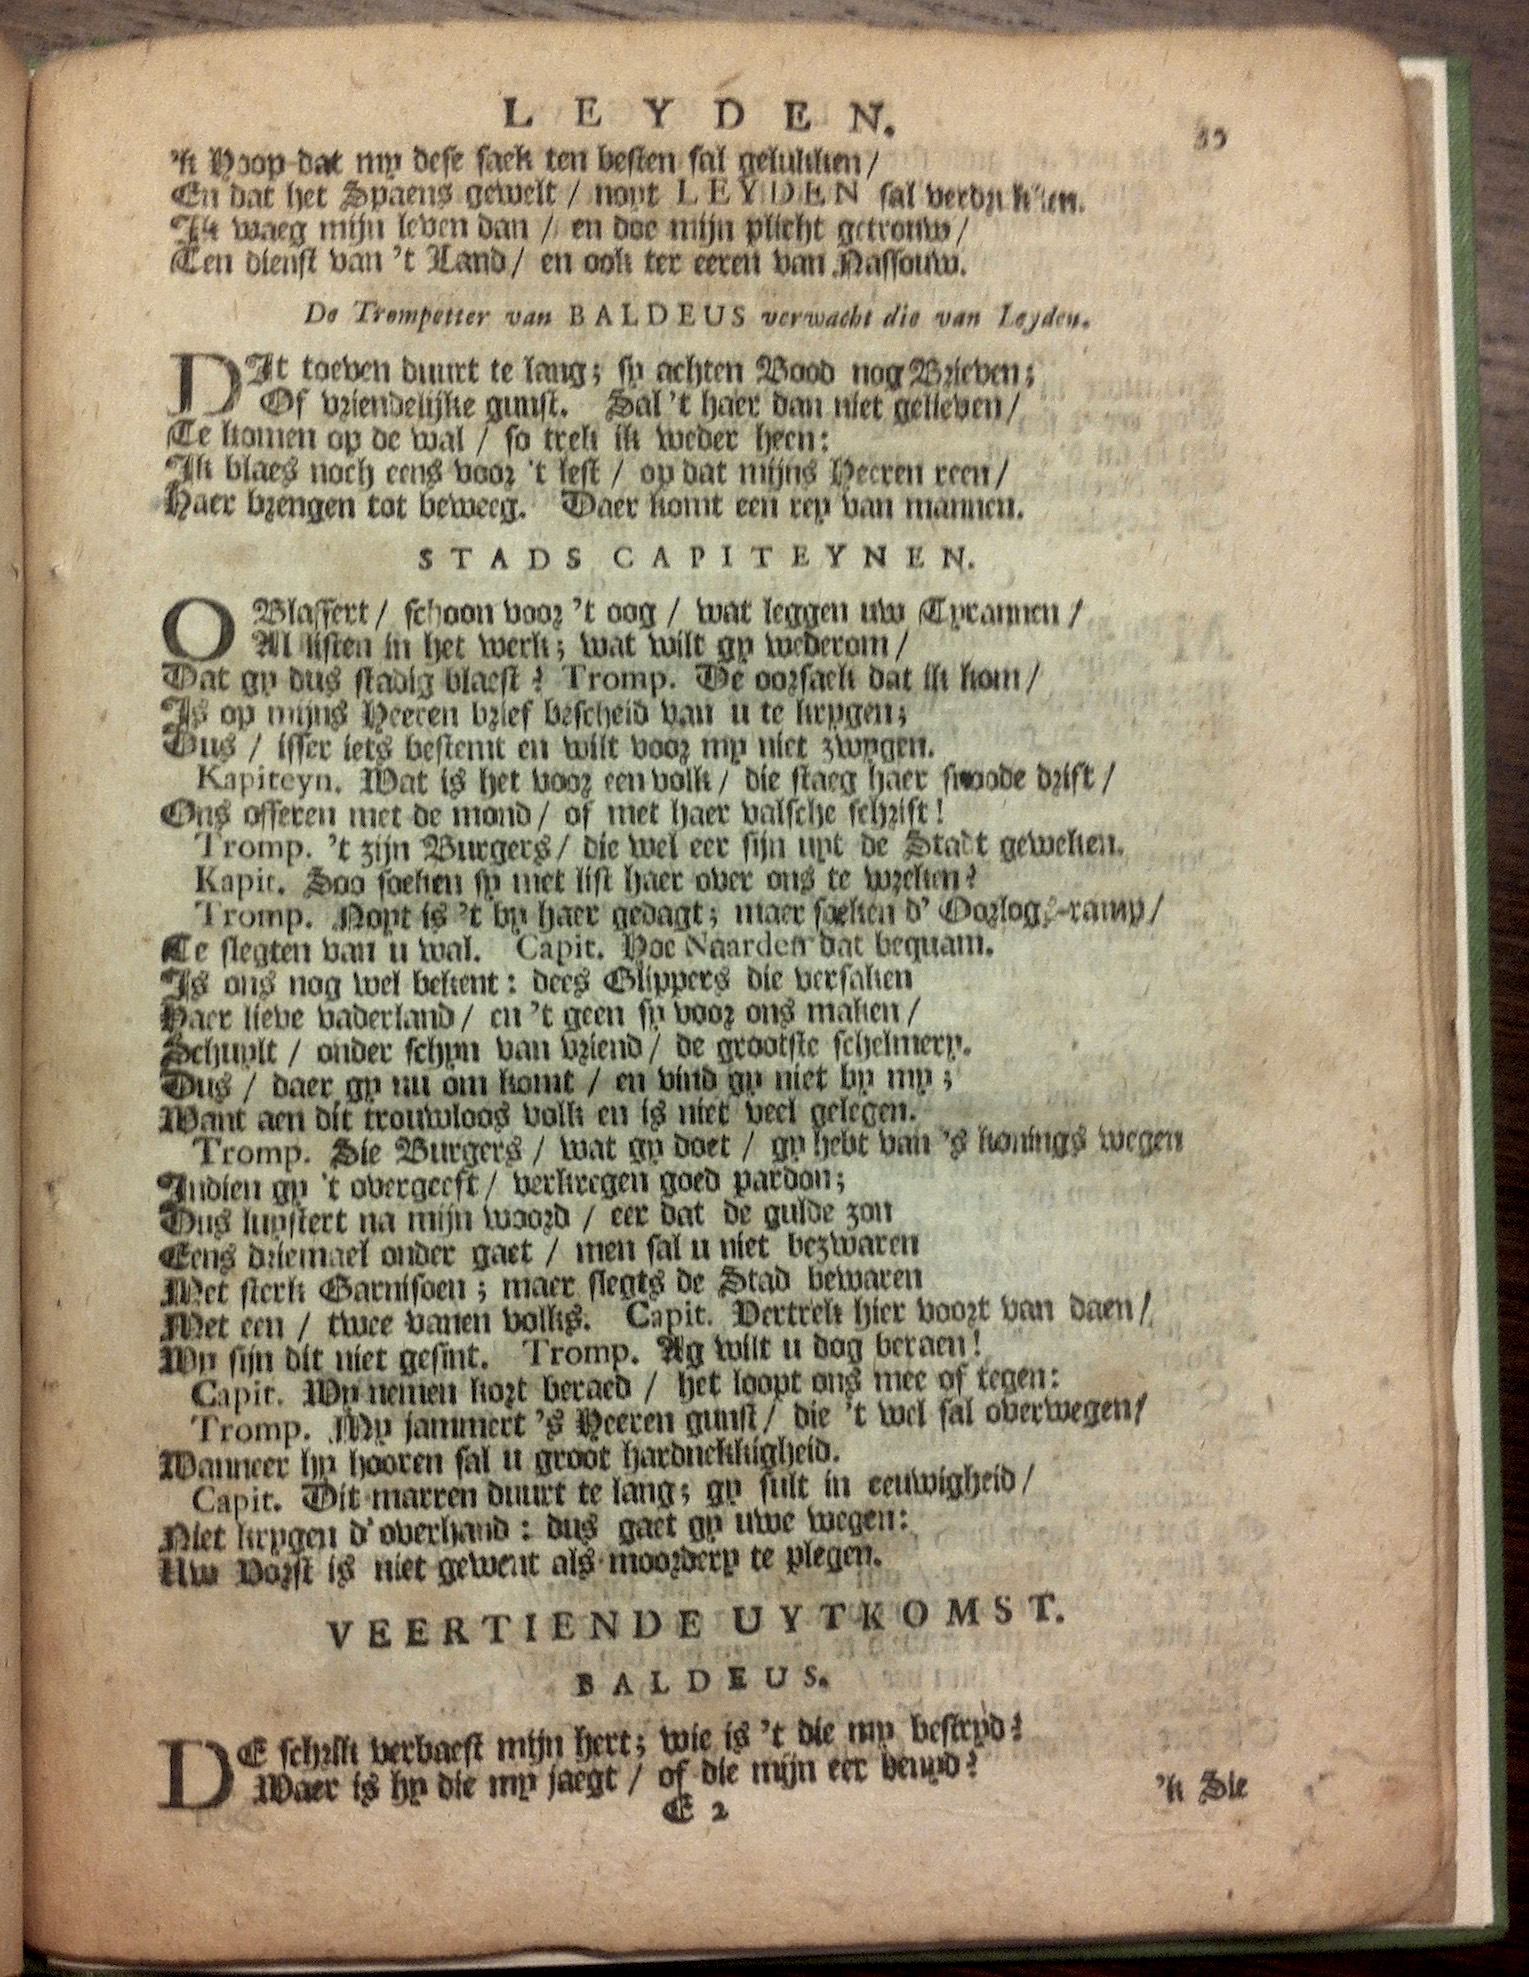 LEYDEN. 35
'k Hoop dat my dese saek ten besten sal gelukken/
En dat het Spaens gewelt / noyt LEYDEN sal verdrukken.
Ik waeg mijn leven dan / en doe mijn plicht getrouw/
Ten dienst van 't Land/ en ook ter eeren van Nassouw.
De Trompetter van BALDEUS verwacht die van Leyden.
DIt toeven duurt te lang; sy achten Bood nog Brieven;
Of vriendelijke gunst. Sal 't haer dan niet gelieven/
Te komen op de wal / so trek ik weder heen:
Ik blaes noch eens voor 't lest / op dat mijns Heeren reen/
Haer brengen tot beweeg. Daer komt een rey van mannen.
STADS CAPITEYNEN.
O Blaffert/ schoon voor 't oog / wat leggen uw Tyrannen/
Al listen in het werk; wat wilt gy wederom/
Dat gy dus stadig blaest? Tromp. De oorsaek dat ik kom/
Is op mijns Heeren brief bescheid van u te krygen;
Dus / isser iets bestemt en wilt voor my niet zwygen.
Kapiteyn. Wat is het voor een volk/ die staeg haer snoode drift/
Ons offeren met de mond/ of met haer valsche schrift!
Tromp. 't zijn Burgers/ die wel eer sijn uyt de Stadt geweken.
Kapit. Soo soeken sy met list haer over ons te wreken?
Tromp. Noyt is 't by haer gedagt; maer soeken d' Oorlogs-ramp/
Te slegten van u wal. Capit. Hoe Naarden dat bequam.
Is ons nog wel bekent: dees Glippers die versaken
Haer lieve vaderland/ en 't geen sy voor ons maken/
Schuylt / onder schyn van vriend/ de grootste schelmery.
Dus / daer gy nu om komt / en vind gy niet by my;
Want aen dit trouwloos volk en is niet veel gelegen.
Tromp. Sie Burgers / wat gy doet / gy hebt van 's konings wegen
Indien gy 't overgeeft/ verkregen goed pardon;
Dus luystert na mijn woord / eer dat de gulde zon
Eens driemael onder gaet / men sal u niet bezwaren
Met sterk Garnisoen; maer slegts de Stad bewaren
Met een / twee vanen volks. Capit. Vertrek hier voort van daen/
Wy sijn dit niet gesint. Tromp. Ag wilt u dog beraen!
Capit. Wy nemen kort beraed / het loopt ons mee of tegen:
Tromp. My jammert 's Heeren gunst/ die 't wel sal overwegen/
Wanneer hy hooren sal u groot hardnekkigheid.
Capit. Dit marren duurt te lang; gy sult in eeuwigheid/
Niet krygen d' overhand: dus gaet gy uwe wegen:
Uw Vorst is niet gewent als moordery te plegen.
VEERTIENDE UYTKOMST.
BALDEUS.
DE schrik verbaest mijn hert; wie is 't die my bestryd?
Waer is hy die my jaegt / of die mijn eer benyd?
E 2 'k Sie